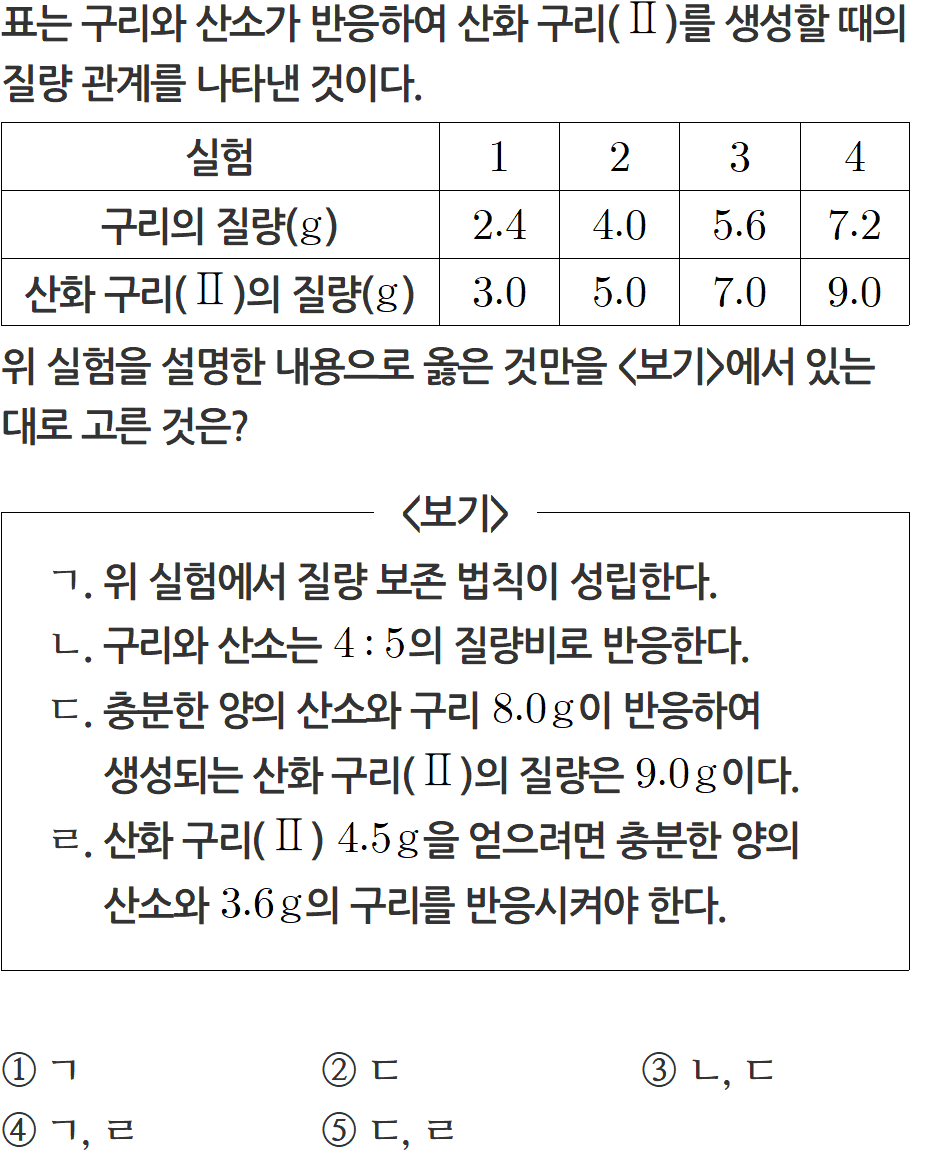 표는 구리와 산소가 반응하여 산화 구리(Ⅱ)를 생성할 때의
질량 관계를 나타낸 것이다.
실험 1 2 3 4
구리의 질량(g) 2.4 4.0 5.6 7.2
산화 구리(Ⅱ)의 질량(g) 3.0 5.0 7.0 9.0
위 실험을 설명한 내용으로 옳은 것만을 <보기>에서 있는
대로 고른 것은?
<보기>
ㄱ. 위 실험에서 질량 보존 법칙이 성립한다.
ㄴ. 구리와 산소는 4 : 5의 질량비로 반응한다.
ㄷ. 충분한 양의 산소와 구리 8.0 g이 반응하여
생성되는 산화 구리(Ⅱ)의 질량은 9.0 g이다.
ㄹ. 산화 구리(Ⅱ) 4.5 g을 얻으려면 충분한 양의
산소와 3.6 g의 구리를 반응시켜야 한다.
① ㄱ ② ㄷ ③ ㄴ, ㄷ
④ ㄱ, ㄹ ⑤ ㄷ, ㄹ